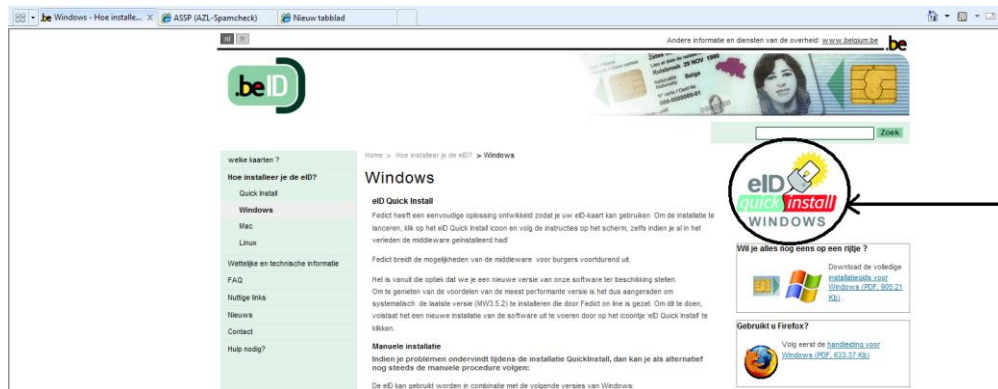 be Windows - Hoe installe... x
ASSP (AZL-Spamcheck)
Nieuw tabblad
nl fr
Andere informatie en diensten van de overheid: www.belgium.be
.be
.beID
Ruisbroek 29 NOV 1990
Belge
000-0000000-01
Zoek
welke kaarten ?
Hoe installeer je de eID?
Quick Install
Windows
Mac
Linux
Wettelijke en technische informatie
FAQ
Nuttige links
Nieuws
Contact
Hulp nodig?
Home > Hoe installeer je de eID? > Windows
Windows
eID Quick Install
Fedict heeft een eenvoudige oplossing ontwikkeld zodat je uw eID-kaart kan gebruiken Om de installatie te
lanceren, klik op het eID Quick Install icoon en volg de instructies op het scherm, zelfs indien je al in het
verleden de middleware geïnstalleerd had!
Fedict breidt de mogelijkheden van de middleware voor burgers voortdurend uit.
Het is vanuit die optiek dat we je een nieuwe versie van onze software ter beschikking stellen.
Om te genieten van de voordelen van de meest performante versie is het dus aangeraden om
systematisch de laatste versie (MW3.5.2) te installeren die door Fedict on line is gezet. Om dit te doen,
volstaat het een nieuwe installatie van de software uit te voeren door op het icoontje 'eID Quick Install' te
klikken.
Manuele installatie
Indien je problemen ondervindt tijdens de installatie QuickInstall, dan kan je als alternatief
nog steeds de manuele procedure volgen:
De eID kan gebruikt worden in combinatie met de volgende versies van Windows:
eID
quick install
WINDOWS
Wil je alles nog eens op een rijtje ?
Download de volledige
installatiegids voor
Windows (PDF, 905.21
Kb) .
Gebruikt u Firefox?
Volg eerst de handleiding voor
Windows (PDF, 633.37 Kb)